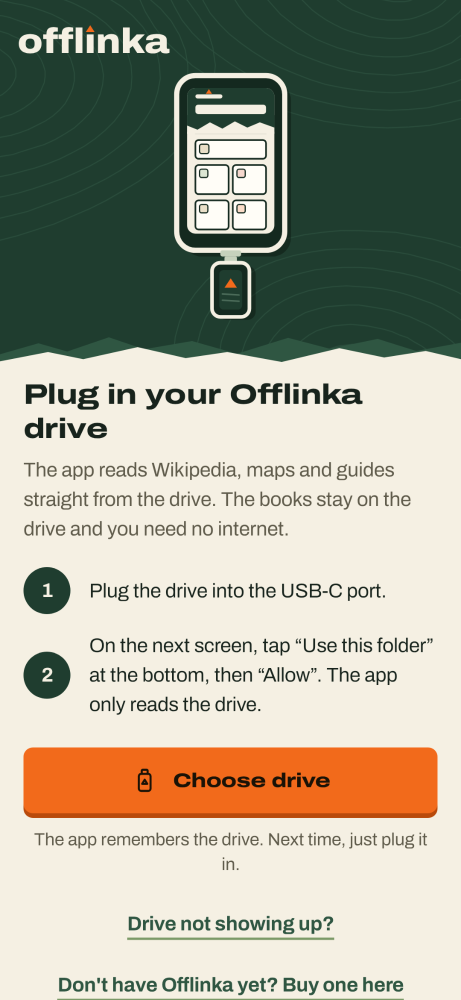 offlinka
Plug in your Offlinka
drive
The app reads Wikipedia, maps and guides
straight from the drive. The books stay on the
drive and you need no internet.
1
Plug the drive into the USB-C port.
2
On the next screen, tap “Use this folder”
at the bottom, then “Allow”. The app
only reads the drive.
Choose drive
The app remembers the drive. Next time, just plug it
in.
Drive not showing up?
Don't have Offlinka yet? Buy one here